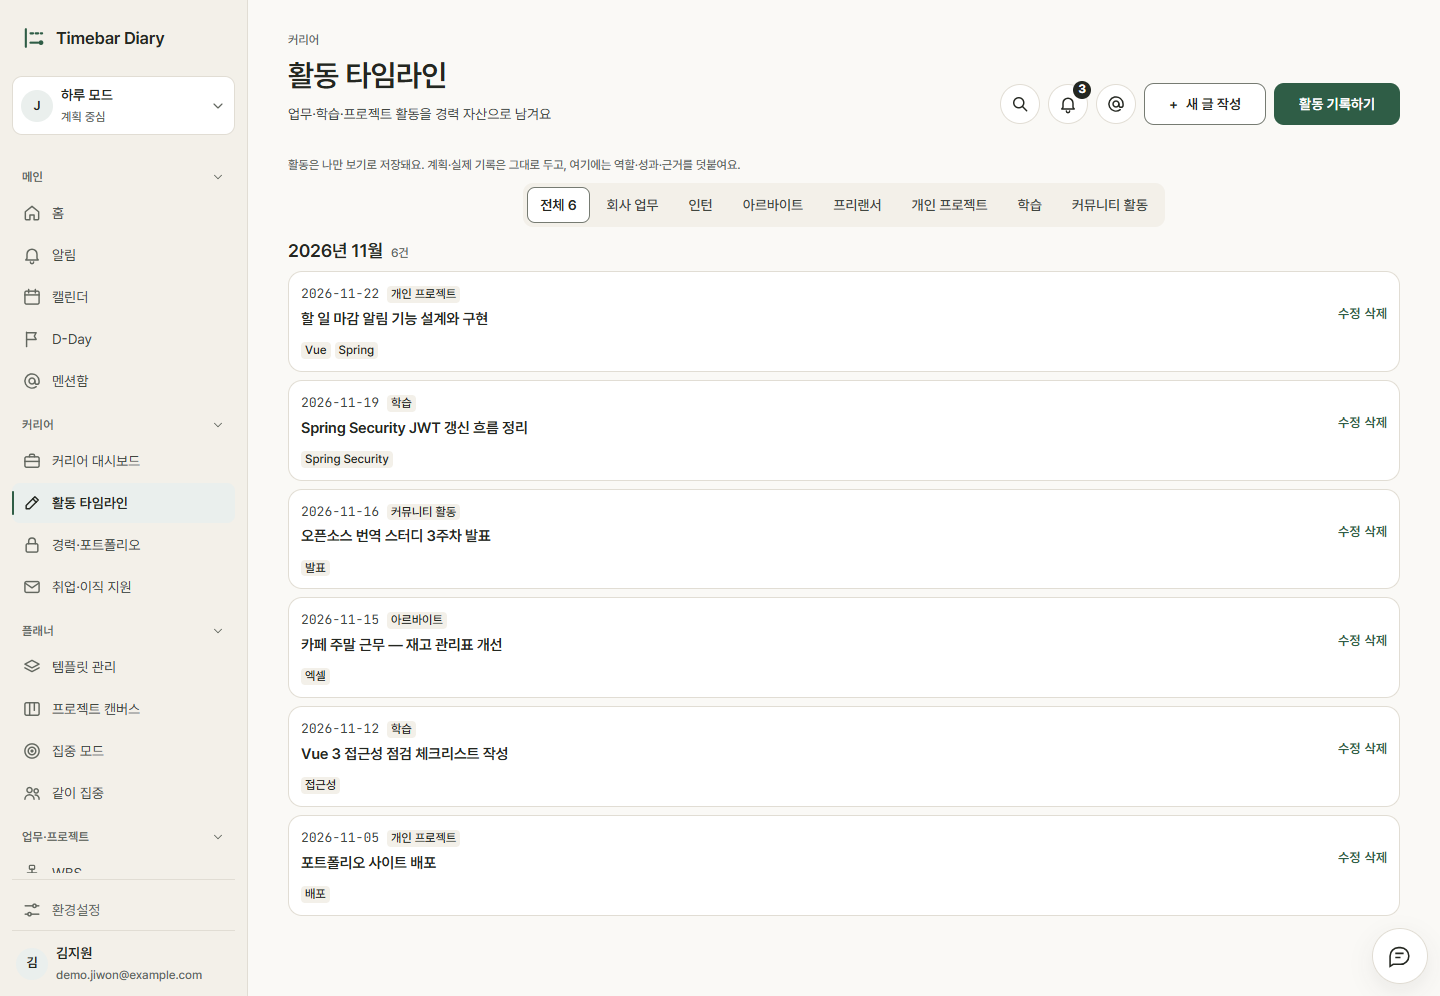 Timebar Diary
J
하루 모드
계획 중심
메인
홈
알림
캘린더
D-Day
멘션함
커리어
커리어 대시보드
활동 타임라인
경력·포트폴리오
취업·이직 지원
플래너
템플릿 관리
프로젝트 캔버스
집중 모드
같이 집중
업무·프로젝트
WBS
환경설정
김
김지원
demo.jiwon@example.com
커리어
활동 타임라인
업무·학습·프로젝트 활동을 경력 자산으로 남겨요
3
+ 새 글 작성
활동 기록하기
활동은 나만 보기로 저장돼요. 계획·실제 기록은 그대로 두고, 여기에는 역할·성과·근거를 덧붙여요.
전체 6 회사 업무 인턴 아르바이트 프리랜서 개인 프로젝트 학습 커뮤니티 활동
2026년 11월 6건
2026-11-22 개인 프로젝트
할 일 마감 알림 기능 설계와 구현
Vue Spring
수정 삭제
2026-11-19 학습
Spring Security JWT 갱신 흐름 정리
Spring Security
수정 삭제
2026-11-16 커뮤니티 활동
오픈소스 번역 스터디 3주차 발표
발표
수정 삭제
2026-11-15 아르바이트
카페 주말 근무 — 재고 관리표 개선
엑셀
수정 삭제
2026-11-12 학습
Vue 3 접근성 점검 체크리스트 작성
접근성
수정 삭제
2026-11-05 개인 프로젝트
포트폴리오 사이트 배포
배포
수정 삭제